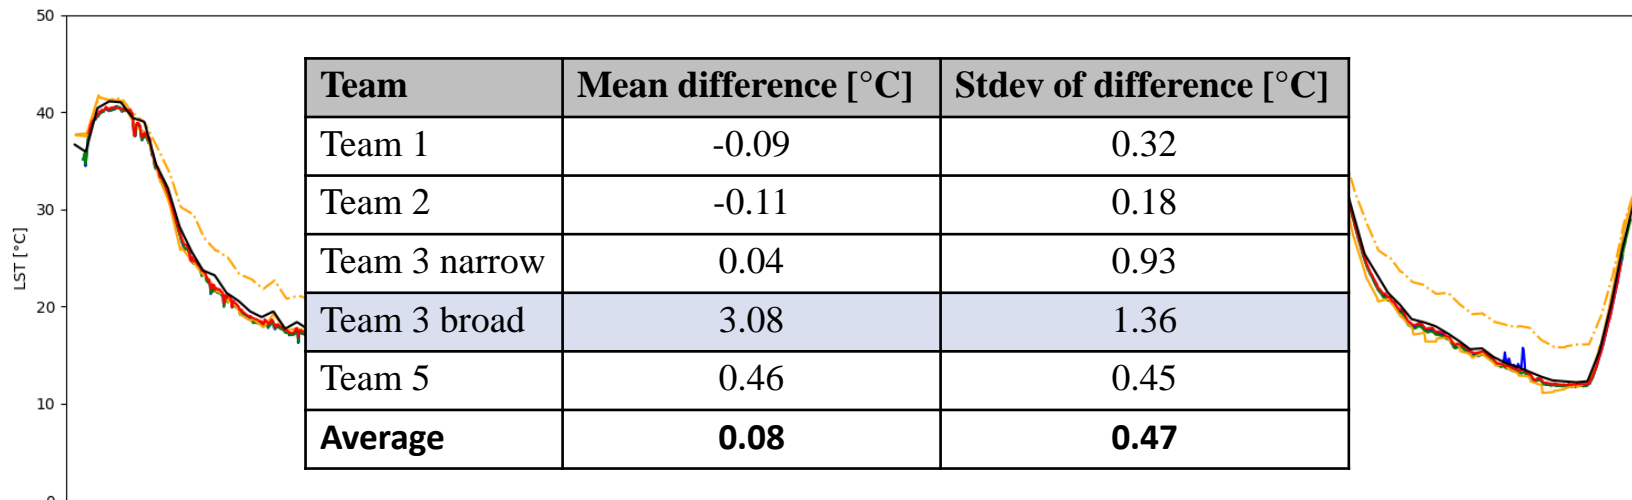 50
40
30
20
10
0
LST [°C]
Team Mean difference [°C] Stdev of difference [°C]
Team 1 -0.09 0.32
Team 2 -0.11 0.18
Team 3 narrow 0.04 0.93
Team 3 broad 3.08 1.36
Team 5 0.46 0.45
Average 0.08 0.47